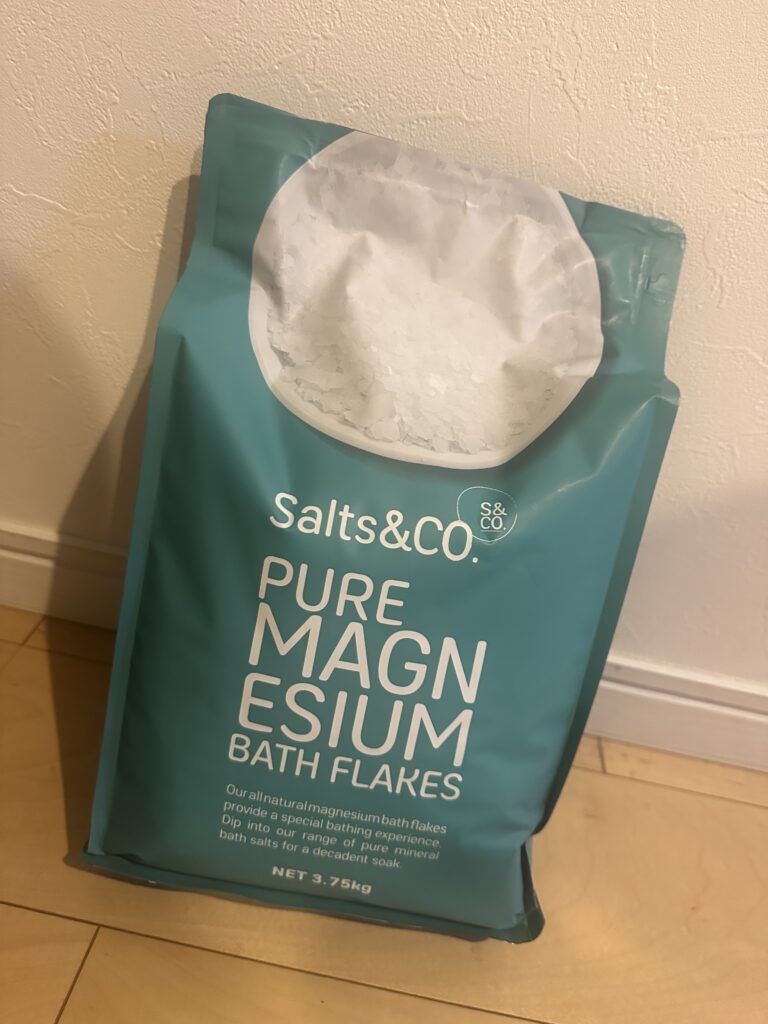 Salts&CO.
S&
CO.
PURE
MAGN
ESIUM
BATH FLAKES
Our all natural magnesium bath flakes
provide a special bathing experience.
Dip into our range of pure mineral
bath salts for a decadent soak.
NET 3.75kg